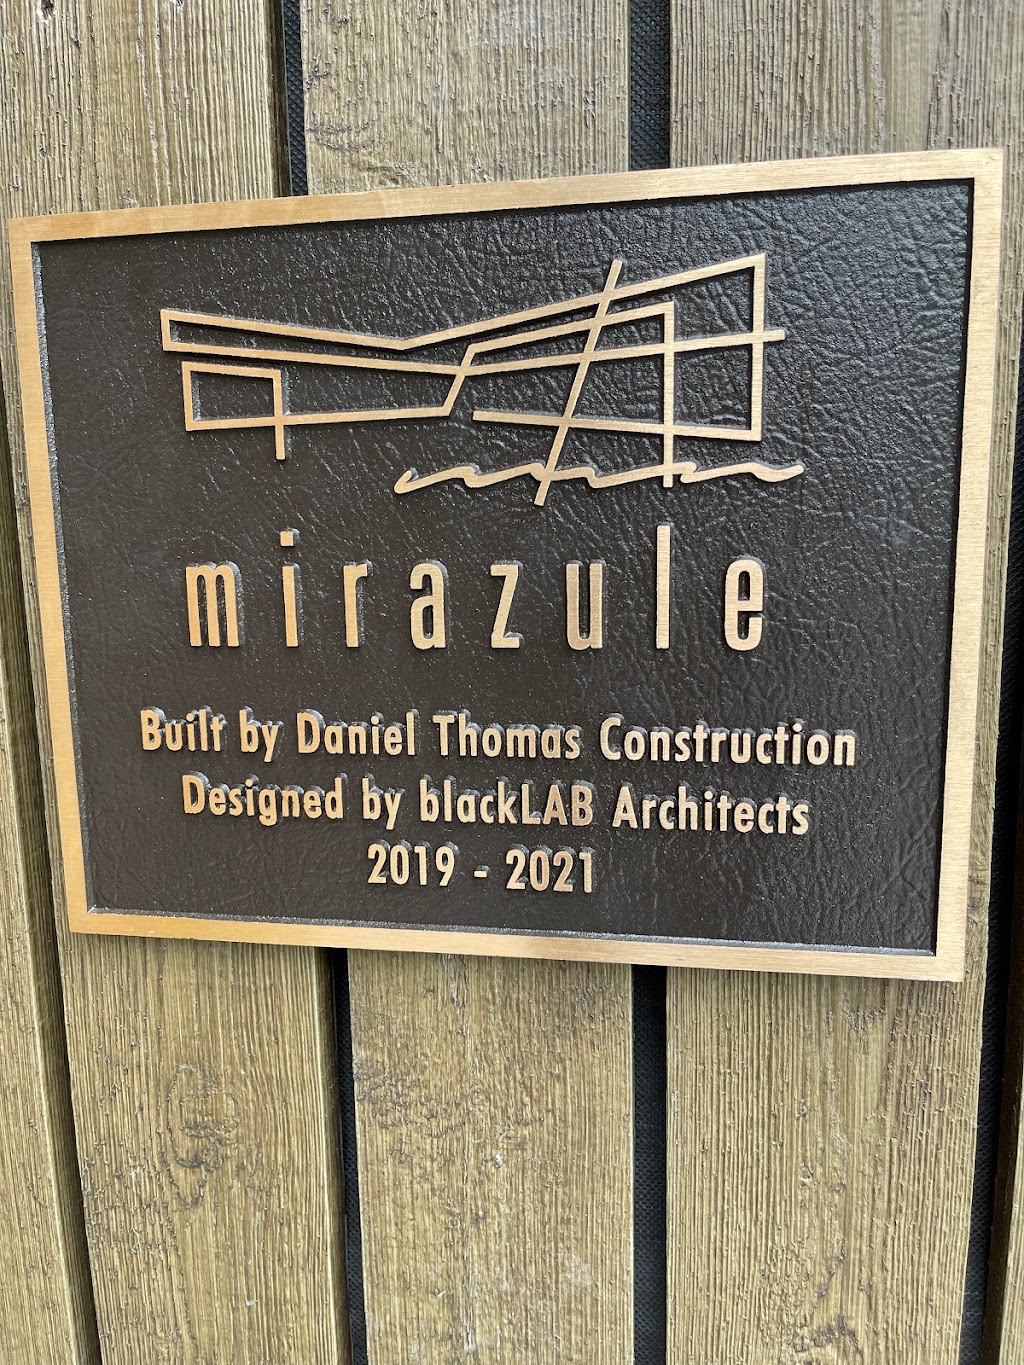 mirazule
Built by Daniel Thomas Construction
Designed by blackLAB Architects
2019 - 2021